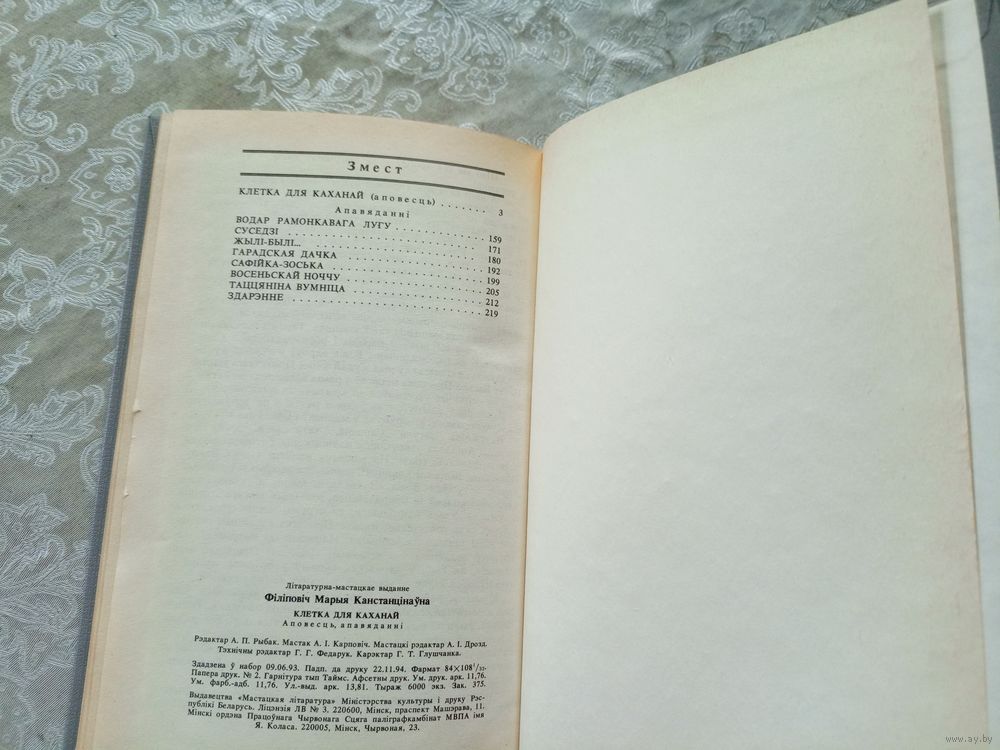 Змест
КЛЕТКА ДЛЯ КАХАНАЙ (аповесць) . . . . . . . 3
Апавяданні
ВОДАР РАМОНКАВАГА ЛУГУ . . . . . . . . . . 159
СУСЕДЗІ . . . . . . . . . . 171
ЖЫЛІ-БЫЛІ... . . . . . . . . . . 180
ГАРАДСКАЯ ДАЧКА . . . . . . . . . . 192
САФІЙКА-ЗОСЬКА . . . . . . . . . . 199
ВОСЕНЬСКАЙ НОЧЧУ . . . . . . . . . . 205
ТАЦЦЯНІНА ВУМНІЦА . . . . . . . . . . 212
ЗДАРЭННЕ . . . . . . . . . . 219
Літаратурна-мастацкае выданне
Філіповіч Марыя Канстанцінаўна
КЛЕТКА ДЛЯ КАХАНАЙ
Аповесць, апавяданні
Рэдактар А. П. Рыбак. Мастак А. І. Карповіч. Мастацкі рэдактар А. І. Дрозд.
Тэхнічны рэдактар Г. Г. Федарук. Карэктар Г. Т. Глушчанка.
Здадзена ў набор 09.06.93. Падп. да друку 22.11.94. Фармат 84×108¹/₃₂.
Папера друк. № 2. Гарнітура тып Таймс. Афсетны друк. Ум. друк. арк. 11,76.
Ум. фарб.-адб. 11,76. Ул.-выд. арк. 13,81. Тыраж 6000 экз. Зак. 375.
Выдавецтва «Мастацкая літаратура» Міністэрства культуры і друку Рэс-
публікі Беларусь. Ліцэнзія ЛВ № 3. 220600, Мінск, праспект Машэрава, 11.
Мінскі ордэна Працоўнага Чырвонага Сцяга паліграфкамбінат МВПА імя
Я. Коласа. 220005, Мінск, Чырвоная, 23.
www.ay.by